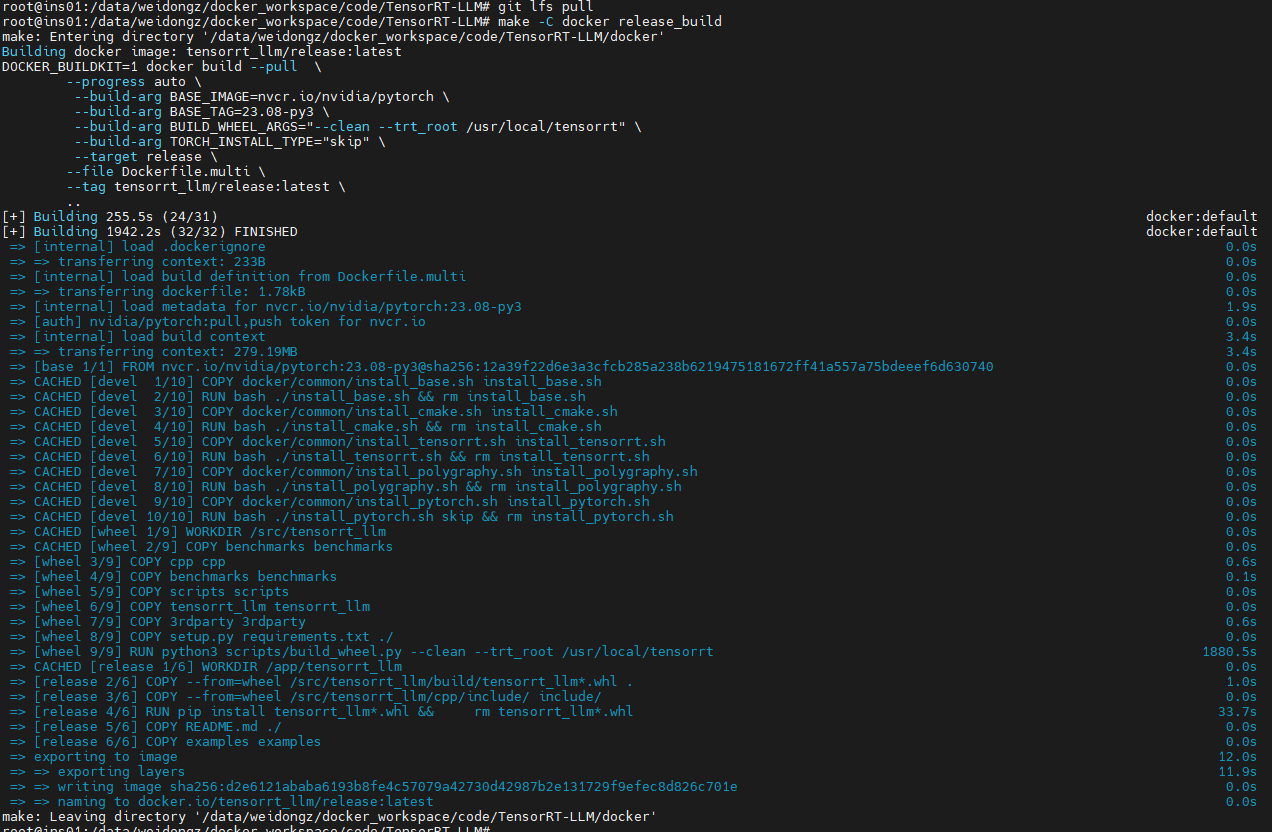 root@ins01:/data/weidongz/docker_workspace/code/TensorRT-LLM# git lfs pull
root@ins01:/data/weidongz/docker_workspace/code/TensorRT-LLM# make -C docker release_build
make: Entering directory '/data/weidongz/docker_workspace/code/TensorRT-LLM/docker'
Building docker image: tensorrt_llm/release:latest
DOCKER_BUILDKIT=1 docker build --pull  \
        --progress auto \
         --build-arg BASE_IMAGE=nvcr.io/nvidia/pytorch \
         --build-arg BASE_TAG=23.08-py3 \
         --build-arg BUILD_WHEEL_ARGS="--clean --trt_root /usr/local/tensorrt" \
         --build-arg TORCH_INSTALL_TYPE="skip" \
         --target release \
        --file Dockerfile.multi \
        --tag tensorrt_llm/release:latest \
        ..
[+] Building 255.5s (24/31) docker:default
[+] Building 1942.2s (32/32) FINISHED docker:default
 => [internal] load .dockerignore 0.0s
 => => transferring context: 233B 0.0s
 => [internal] load build definition from Dockerfile.multi 0.0s
 => => transferring dockerfile: 1.78kB 0.0s
 => [internal] load metadata for nvcr.io/nvidia/pytorch:23.08-py3 1.9s
 => [auth] nvidia/pytorch:pull,push token for nvcr.io 0.0s
 => [internal] load build context 3.4s
 => => transferring context: 279.19MB 3.4s
 => [base 1/1] FROM nvcr.io/nvidia/pytorch:23.08-py3@sha256:12a39f22d6e3a3cfcb285a238b6219475181672ff41a557a75bdeeef6d630740 0.0s
 => CACHED [devel  1/10] COPY docker/common/install_base.sh install_base.sh 0.0s
 => CACHED [devel  2/10] RUN bash ./install_base.sh && rm install_base.sh 0.0s
 => CACHED [devel  3/10] COPY docker/common/install_cmake.sh install_cmake.sh 0.0s
 => CACHED [devel  4/10] RUN bash ./install_cmake.sh && rm install_cmake.sh 0.0s
 => CACHED [devel  5/10] COPY docker/common/install_tensorrt.sh install_tensorrt.sh 0.0s
 => CACHED [devel  6/10] RUN bash ./install_tensorrt.sh && rm install_tensorrt.sh 0.0s
 => CACHED [devel  7/10] COPY docker/common/install_polygraphy.sh install_polygraphy.sh 0.0s
 => CACHED [devel  8/10] RUN bash ./install_polygraphy.sh && rm install_polygraphy.sh 0.0s
 => CACHED [devel  9/10] COPY docker/common/install_pytorch.sh install_pytorch.sh 0.0s
 => CACHED [devel 10/10] RUN bash ./install_pytorch.sh skip && rm install_pytorch.sh 0.0s
 => CACHED [wheel 1/9] WORKDIR /src/tensorrt_llm 0.0s
 => CACHED [wheel 2/9] COPY benchmarks benchmarks 0.0s
 => [wheel 3/9] COPY cpp cpp 0.6s
 => [wheel 4/9] COPY benchmarks benchmarks 0.1s
 => [wheel 5/9] COPY scripts scripts 0.0s
 => [wheel 6/9] COPY tensorrt_llm tensorrt_llm 0.0s
 => [wheel 7/9] COPY 3rdparty 3rdparty 0.6s
 => [wheel 8/9] COPY setup.py requirements.txt ./ 0.0s
 => [wheel 9/9] RUN python3 scripts/build_wheel.py --clean --trt_root /usr/local/tensorrt 1880.5s
 => CACHED [release 1/6] WORKDIR /app/tensorrt_llm 0.0s
 => [release 2/6] COPY --from=wheel /src/tensorrt_llm/build/tensorrt_llm*.whl . 1.0s
 => [release 3/6] COPY --from=wheel /src/tensorrt_llm/cpp/include/ include/ 0.0s
 => [release 4/6] RUN pip install tensorrt_llm*.whl &&     rm tensorrt_llm*.whl 33.7s
 => [release 5/6] COPY README.md ./ 0.0s
 => [release 6/6] COPY examples examples 0.0s
 => exporting to image 12.0s
 => => exporting layers 11.9s
 => => writing image sha256:d2e6121ababa6193b8fe4c57079a42730d42987b2e131729f9efec8d826c701e 0.0s
 => => naming to docker.io/tensorrt_llm/release:latest 0.0s
make: Leaving directory '/data/weidongz/docker_workspace/code/TensorRT-LLM/docker'
root@ins01:/data/weidongz/docker_workspace/code/TensorRT-LLM#